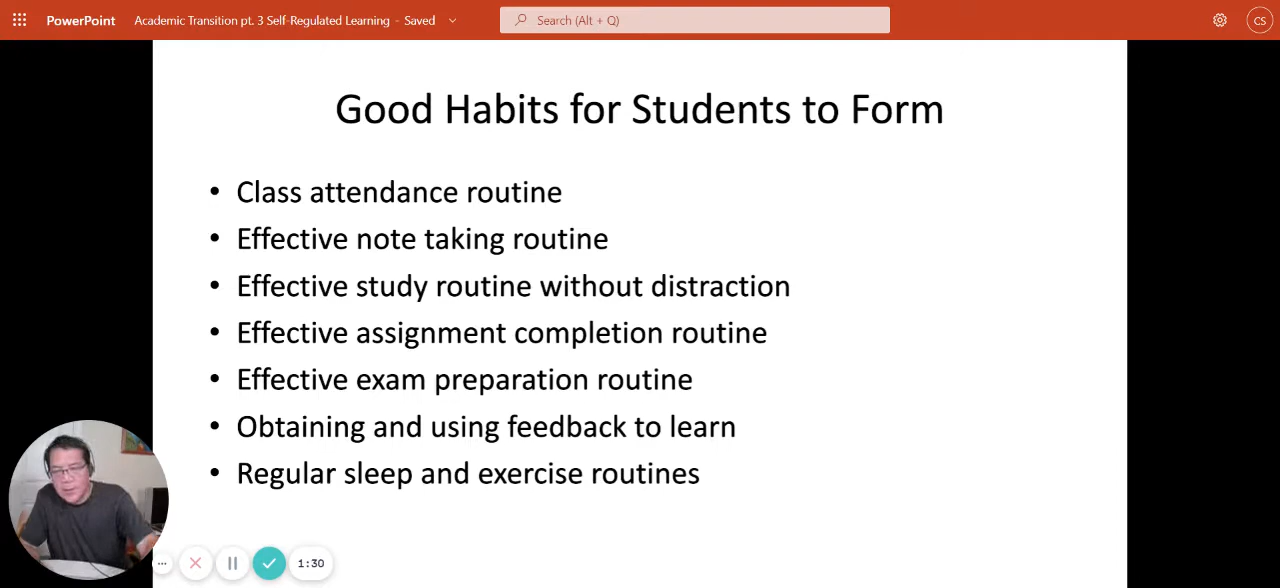 PowerPoint Academic Transition pt. 3 Self-Regulated Learning - Saved Search (Alt + Q) CS
Good Habits for Students to Form
• Class attendance routine
• Effective note taking routine
• Effective study routine without distraction
• Effective assignment completion routine
• Effective exam preparation routine
• Obtaining and using feedback to learn
• Regular sleep and exercise routines
1:30